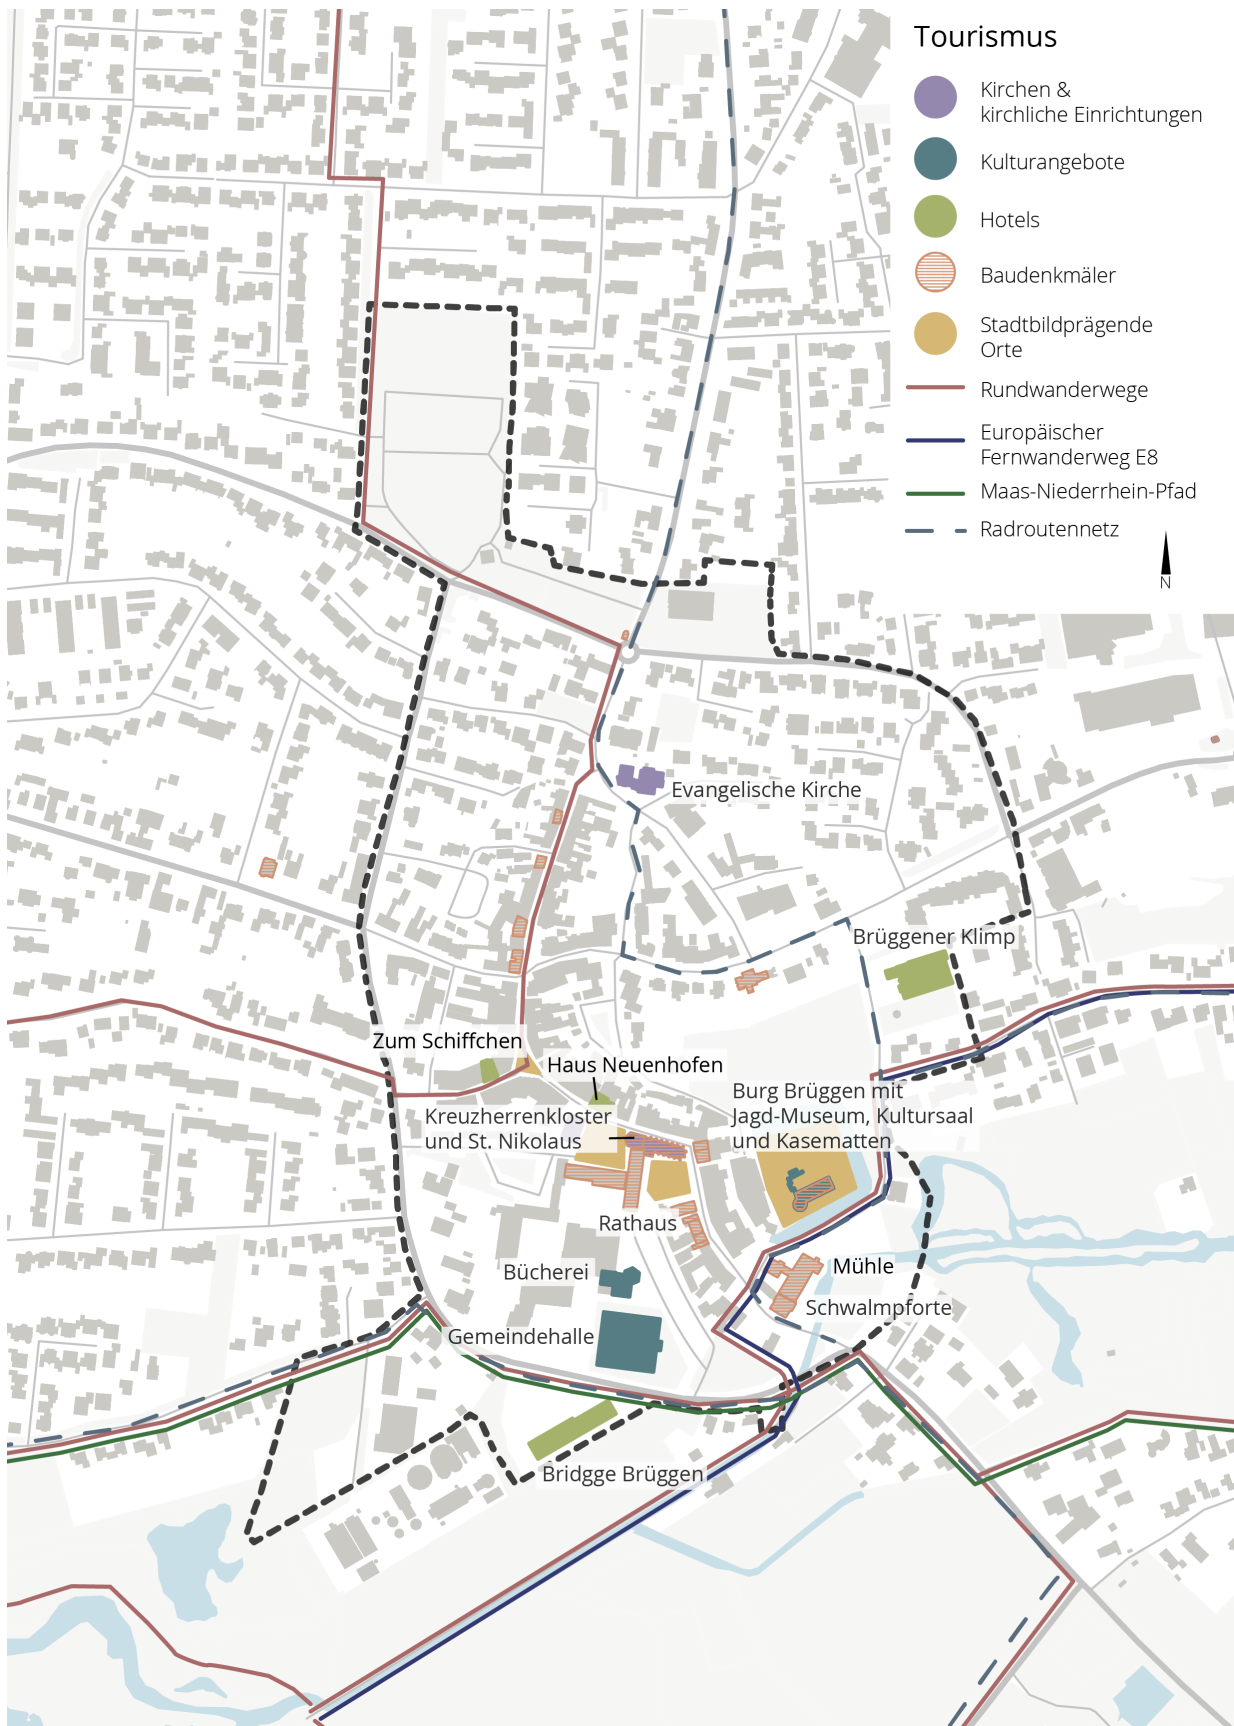 Tourismus
Kirchen &
kirchliche Einrichtungen
Kulturangebote
Hotels
Baudenkmäler
Stadtbildprägende
Orte
Rundwanderwege
Europäischer
Fernwanderweg E8
Maas-Niederrhein-Pfad
Radroutennetz
N
Evangelische Kirche
Brüggener Klimp
Zum Schiffchen
Haus Neuenhofen
Burg Brüggen mit
Jagd-Museum, Kultursaal
und Kasematten
Kreuzherrenkloster
und St. Nikolaus
Rathaus
Bücherei
Mühle
Schwalmpforte
Gemeindehalle
Bridgge Brüggen